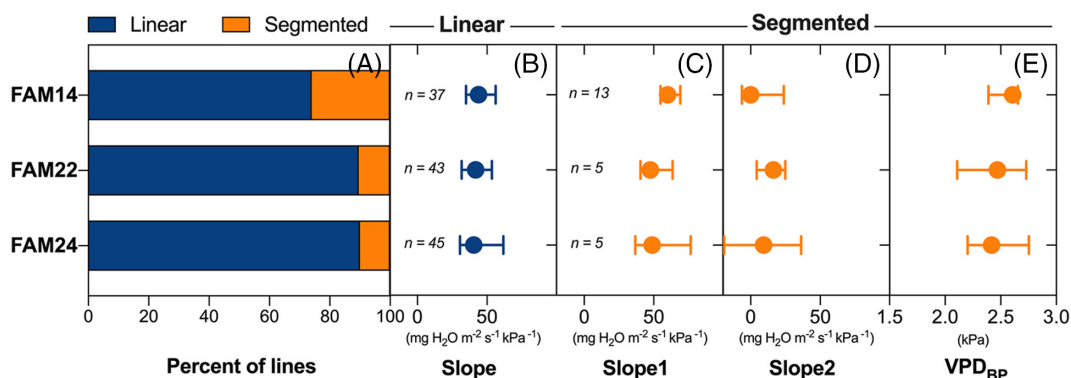 Linear Segmented Linear Segmented
(A) (B) (C) (D) (E)
FAM14 n = 37 n = 13
FAM22 n = 43 n = 5
FAM24 n = 45 n = 5
0 20 40 60 80 100 0 50 0 50 0 50 1.5 2.0 2.5 3.0
(mg H₂O m⁻² s⁻¹ kPa⁻¹) (mg H₂O m⁻² s⁻¹ kPa⁻¹) (mg H₂O m⁻² s⁻¹ kPa⁻¹) (kPa)
Percent of lines Slope Slope1 Slope2 VPD_BP